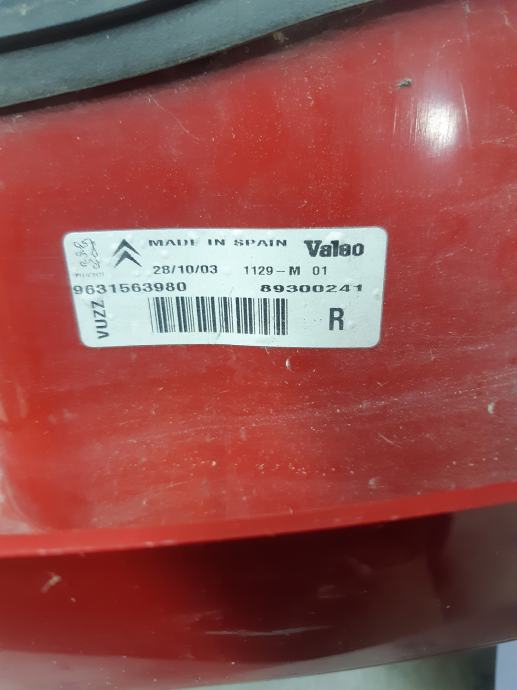 MADE IN SPAIN Valeo
28/10/03 1129-M 01
9631563980 89300241
VUZZ
R